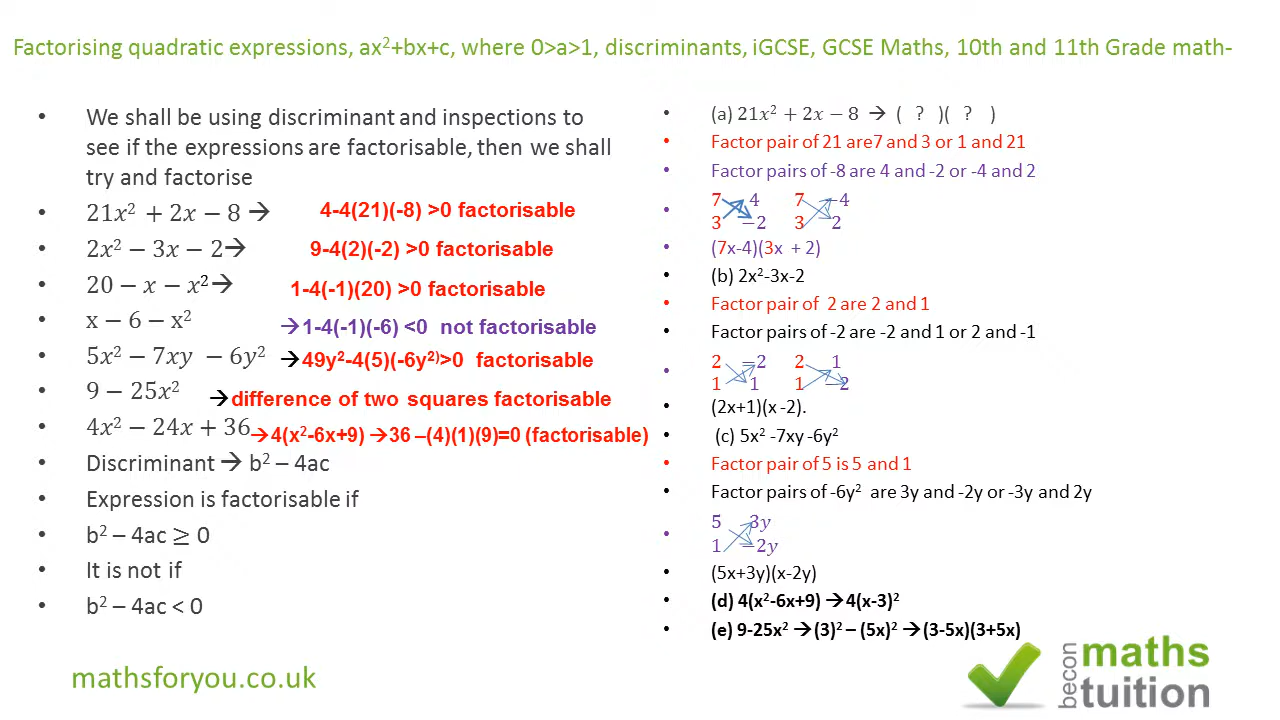 Factorising quadratic expressions, ax²+bx+c, where 0>a>1, discriminants, iGCSE, GCSE Maths, 10th and 11th Grade math-
• We shall be using discriminant and inspections to
see if the expressions are factorisable, then we shall
try and factorise
• 21x² + 2x − 8 → 4-4(21)(-8) >0 factorisable
• 2x² − 3x − 2→ 9-4(2)(-2) >0 factorisable
• 20 − x − x²→ 1-4(-1)(20) >0 factorisable
• x − 6 − x² →1-4(-1)(-6) <0 not factorisable
• 5x² − 7xy − 6y² →49y²-4(5)(-6y²⁾>0 factorisable
• 9 − 25x² →difference of two squares factorisable
• 4x² − 24x + 36 →4(x²-6x+9) →36 –(4)(1)(9)=0 (factorisable)
• Discriminant → b² – 4ac
• Expression is factorisable if
• b² – 4ac ≥ 0
• It is not if
• b² – 4ac < 0
mathsforyou.co.uk
• (a) 21x² + 2x − 8 → ( ? )( ? )
• Factor pair of 21 are7 and 3 or 1 and 21
• Factor pairs of -8 are 4 and -2 or -4 and 2
• 7 4 7 −4
3 −2 3 2
• (7x-4)(3x + 2)
• (b) 2x²-3x-2
• Factor pair of 2 are 2 and 1
• Factor pairs of -2 are -2 and 1 or 2 and -1
• 2 −2 2 1
1 1 1 −2
• (2x+1)(x -2).
• (c) 5x² -7xy -6y²
• Factor pair of 5 is 5 and 1
• Factor pairs of -6y² are 3y and -2y or -3y and 2y
• 5 3y
1 −2y
• (5x+3y)(x-2y)
• (d) 4(x²-6x+9) →4(x-3)²
• (e) 9-25x² →(3)² – (5x)² →(3-5x)(3+5x)
becon
maths
tuition